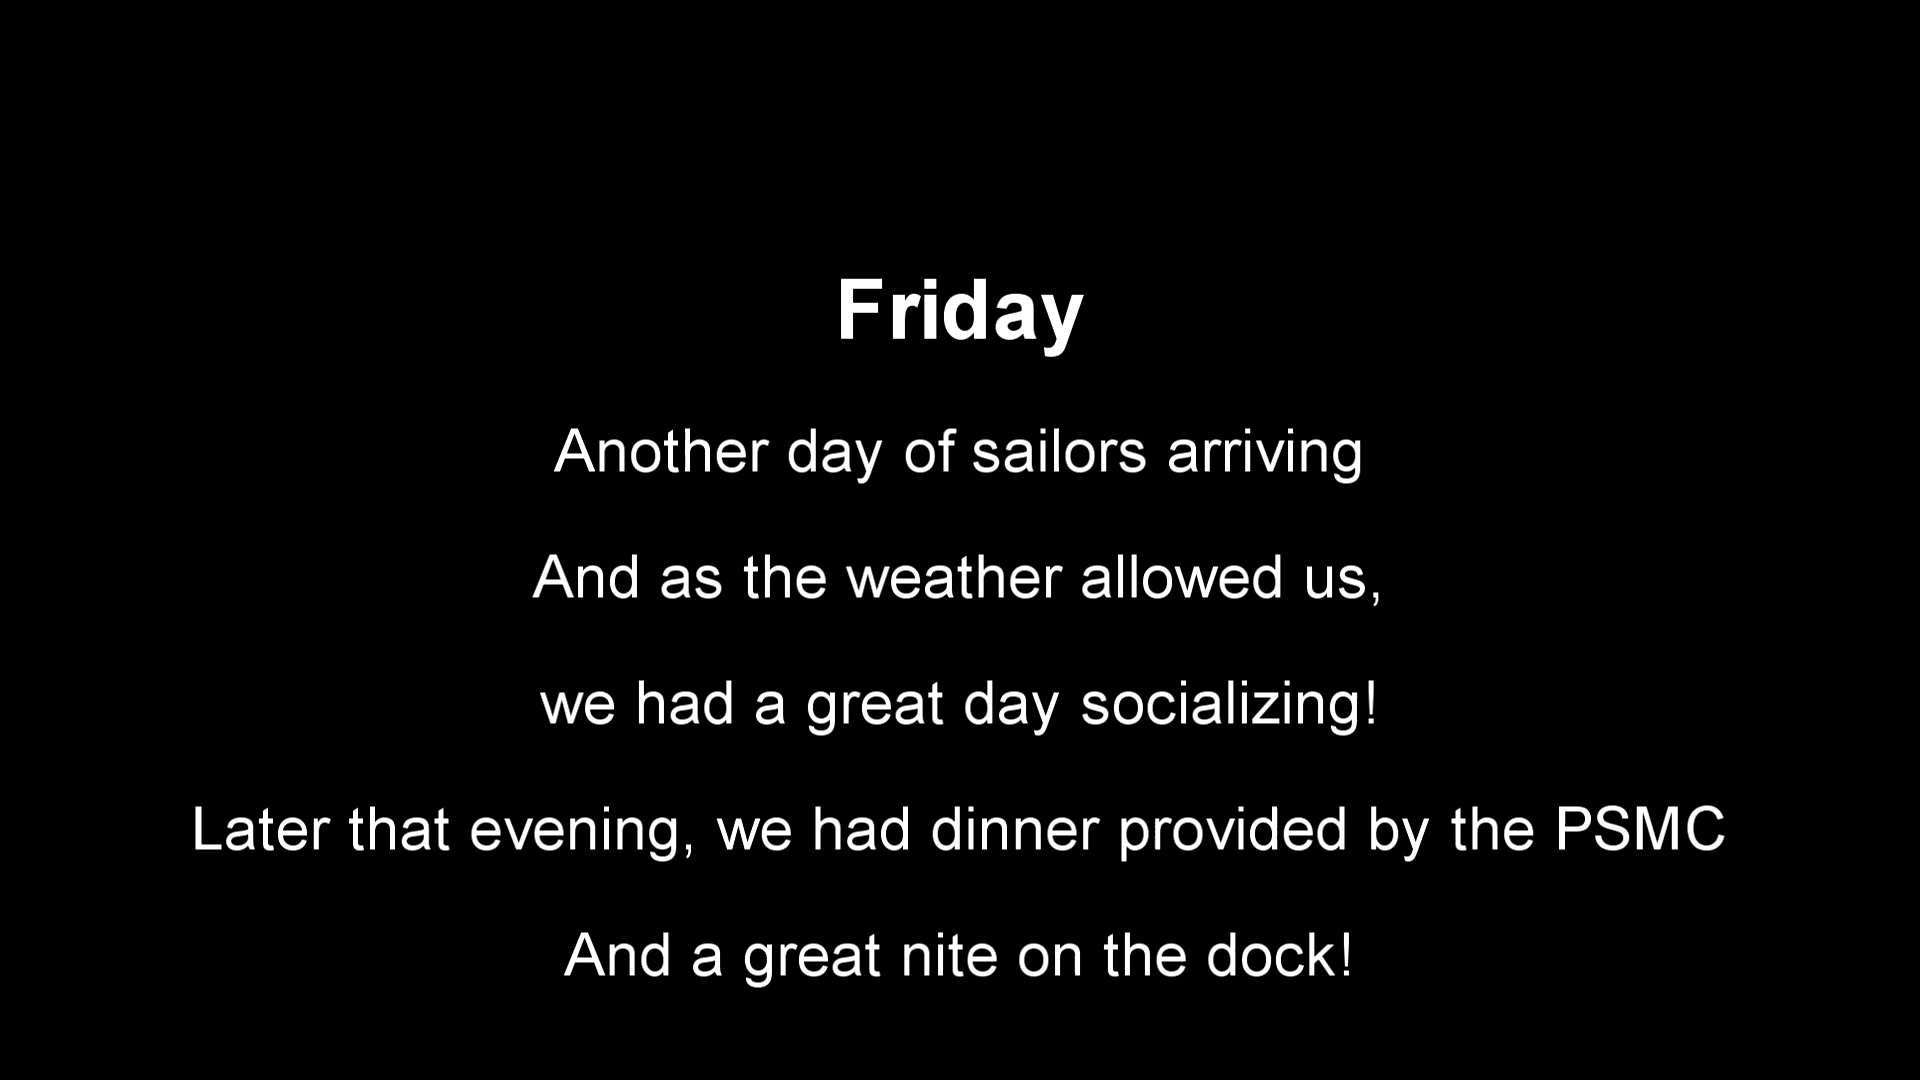 Friday
Another day of sailors arriving
And as the weather allowed us,
we had a great day socializing!
Later that evening, we had dinner provided by the PSMC
And a great nite on the dock!